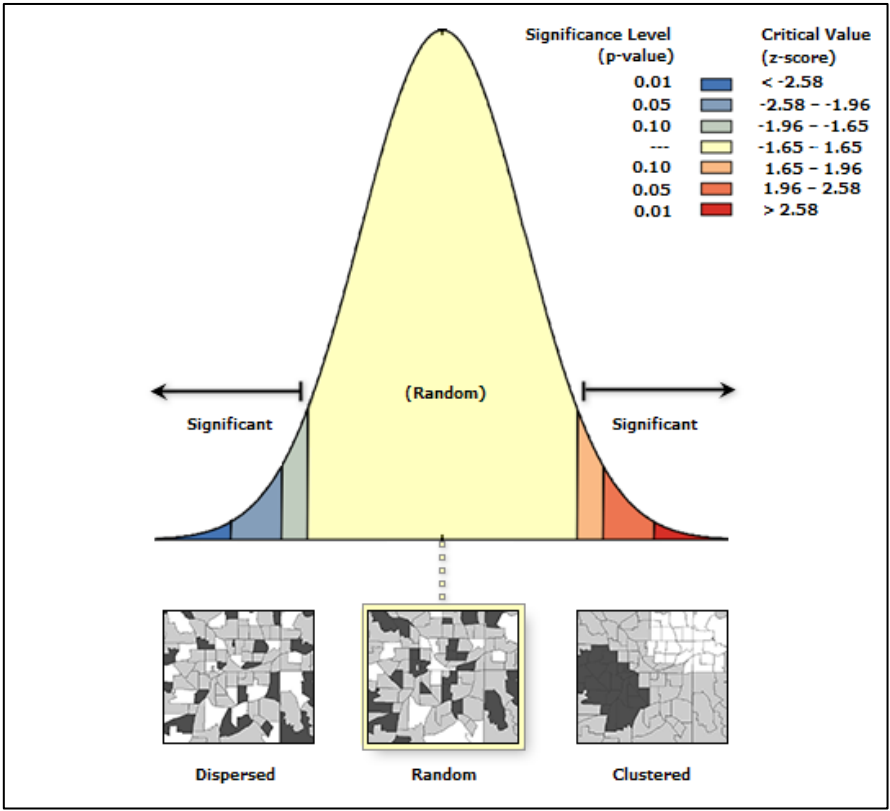 Significance Level Critical Value
(p-value) (z-score)
0.01 < -2.58
0.05 -2.58 – -1.96
0.10 -1.96 – -1.65
--- -1.65 - 1.65
0.10 1.65 – 1.96
0.05 1.96 – 2.58
0.01 > 2.58
(Random)
Significant Significant
Dispersed Random Clustered